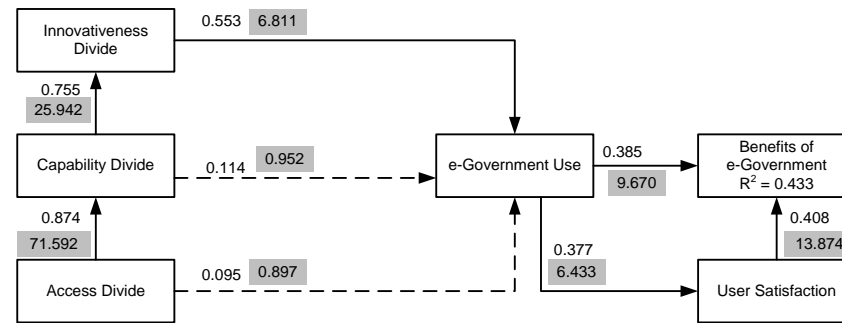 Innovativeness
Divide
0.553 6.811
0.755
25.942
Capability Divide
0.114 0.952
e-Government Use
0.385
9.670
Benefits of
e-Government
R² = 0.433
0.874
71.592
0.408
13.874
Access Divide
0.095 0.897
0.377
6.433
User Satisfaction